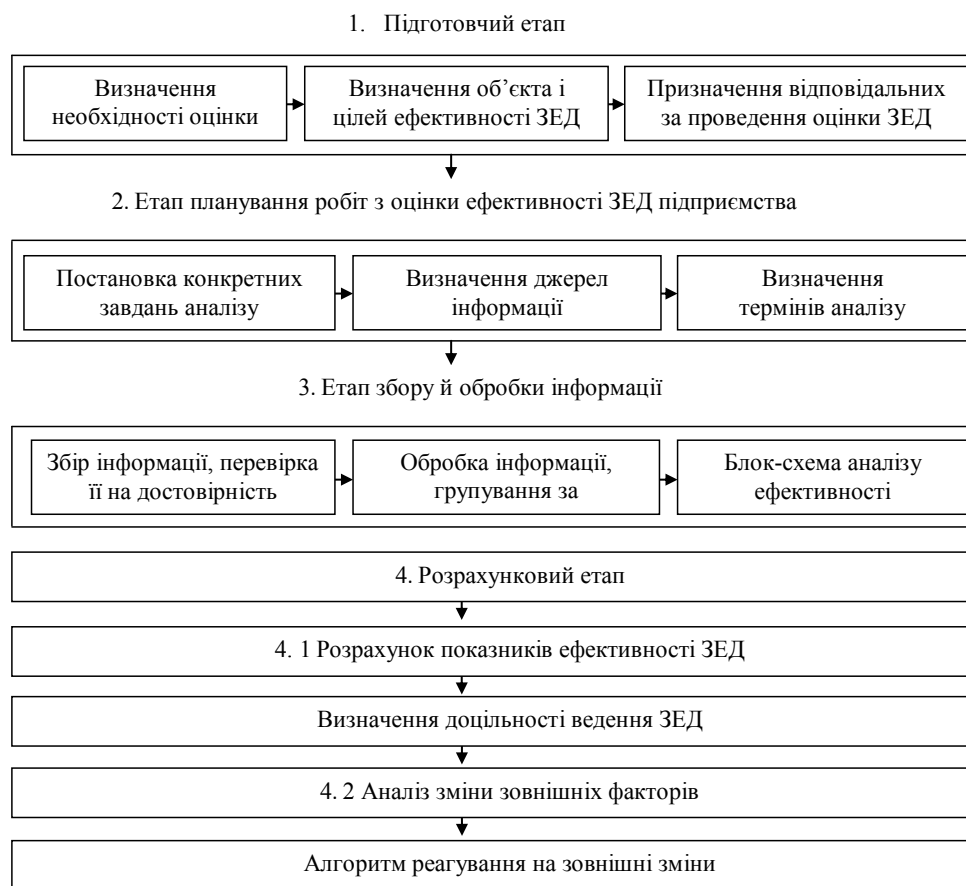 1. Підготовчий етап
Визначення
необхідності оцінки
Визначення об’єкта і
цілей ефективності ЗЕД
Призначення відповідальних
за проведення оцінки ЗЕД
2. Етап планування робіт з оцінки ефективності ЗЕД підприємства
Постановка конкретних
завдань аналізу
Визначення джерел
інформації
Визначення
термінів аналізу
3. Етап збору й обробки інформації
Збір інформації, перевірка
її на достовірність
Обробка інформації,
групування за
Блок-схема аналізу
ефективності
4. Розрахунковий етап
4. 1 Розрахунок показників ефективності ЗЕД
Визначення доцільності ведення ЗЕД
4. 2 Аналіз зміни зовнішніх факторів
Алгоритм реагування на зовнішні зміни